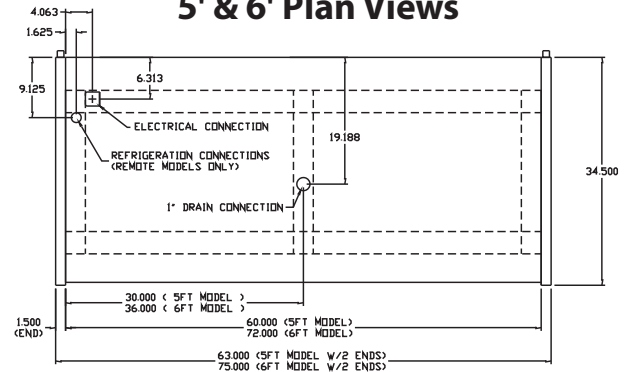 5' & 6' Plan Views
4.063
1.625
9.125
6.313
ELECTRICAL CONNECTION
19.188
REFRIGERATION CONNECTIONS
(REMOTE MODELS ONLY)
34.500
1" DRAIN CONNECTION
30.000 ( 5FT MODEL )
36.000 ( 6FT MODEL )
1.500
(END)
60.000 (5FT MODEL)
72.000 (6FT MODEL)
63.000 (5FT MODEL W/2 ENDS)
75.000 (6FT MODEL W/2 ENDS)